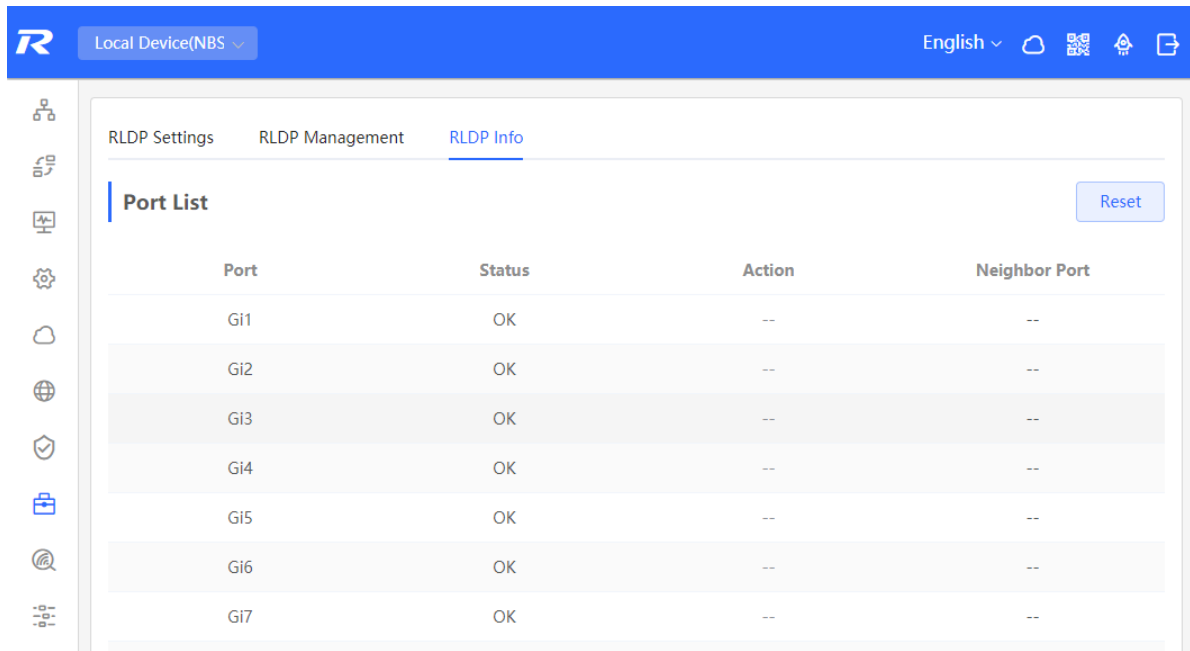 Local Device(NBS
English
RLDP Settings RLDP Management RLDP Info
Port List
Reset
Port Status Action Neighbor Port
Gi1 OK -- --
Gi2 OK -- --
Gi3 OK -- --
Gi4 OK -- --
Gi5 OK -- --
Gi6 OK -- --
Gi7 OK -- --